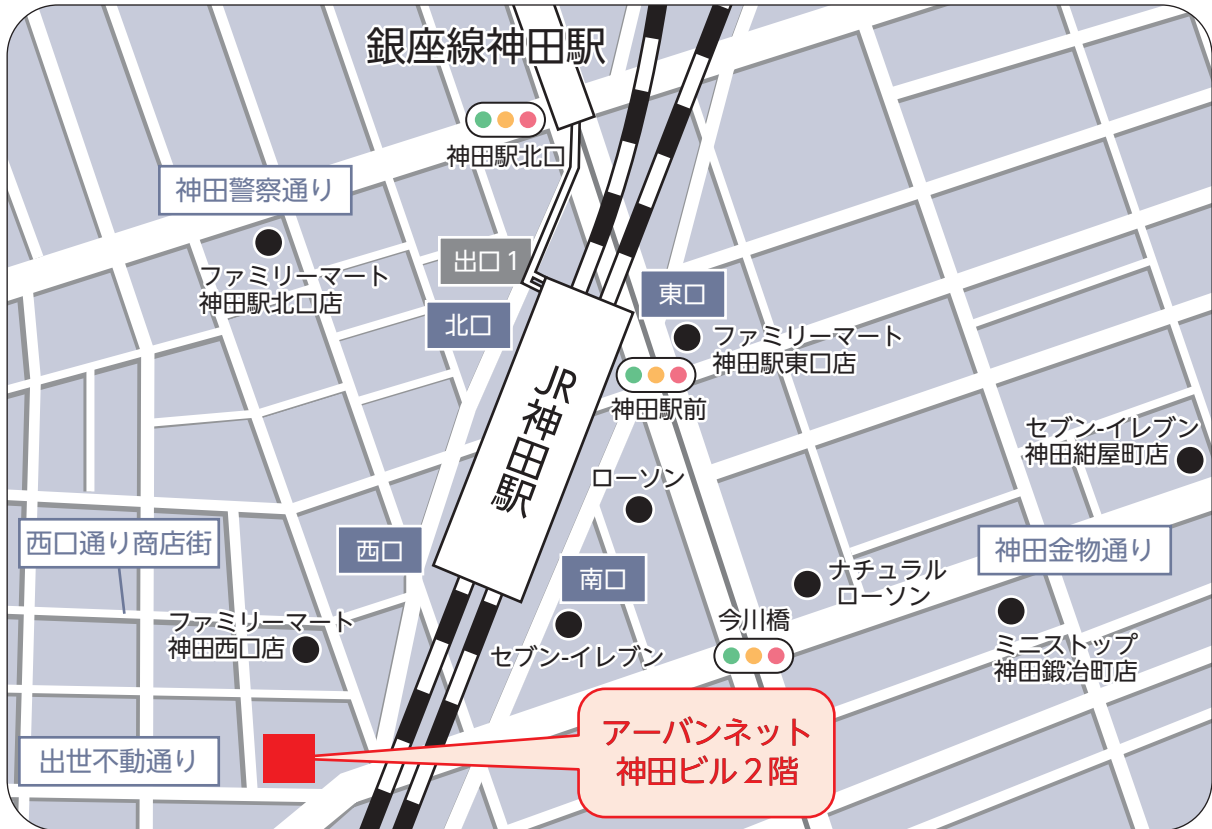 銀座線神田駅
神田駅北口
神田警察通り
ファミリーマート
神田駅北口店
出口1
北口
東口
ファミリーマート
神田駅東口店
神田駅前
JR神田駅
セブン-イレブン
神田紺屋町店
ローソン
西口通り商店街
西口
南口
神田金物通り
ナチュラル
ローソン
今川橋
ファミリーマート
神田西口店
セブン-イレブン
ミニストップ
神田鍛冶町店
出世不動通り
アーバンネット
神田ビル2階